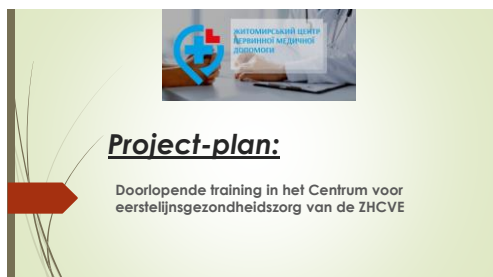 ЖИТОМИРСЬКИЙ ЦЕНТР
ПЕРВИННОЇ МЕДИЧНОЇ
ДОПОМОГИ
Project-plan:
Doorlopende training in het Centrum voor
eerstelijnsgezondheidszorg van de ZHCVE